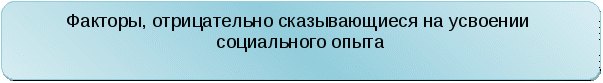 Факторы, отрицательно сказывающиеся на усвоении
социального опыта